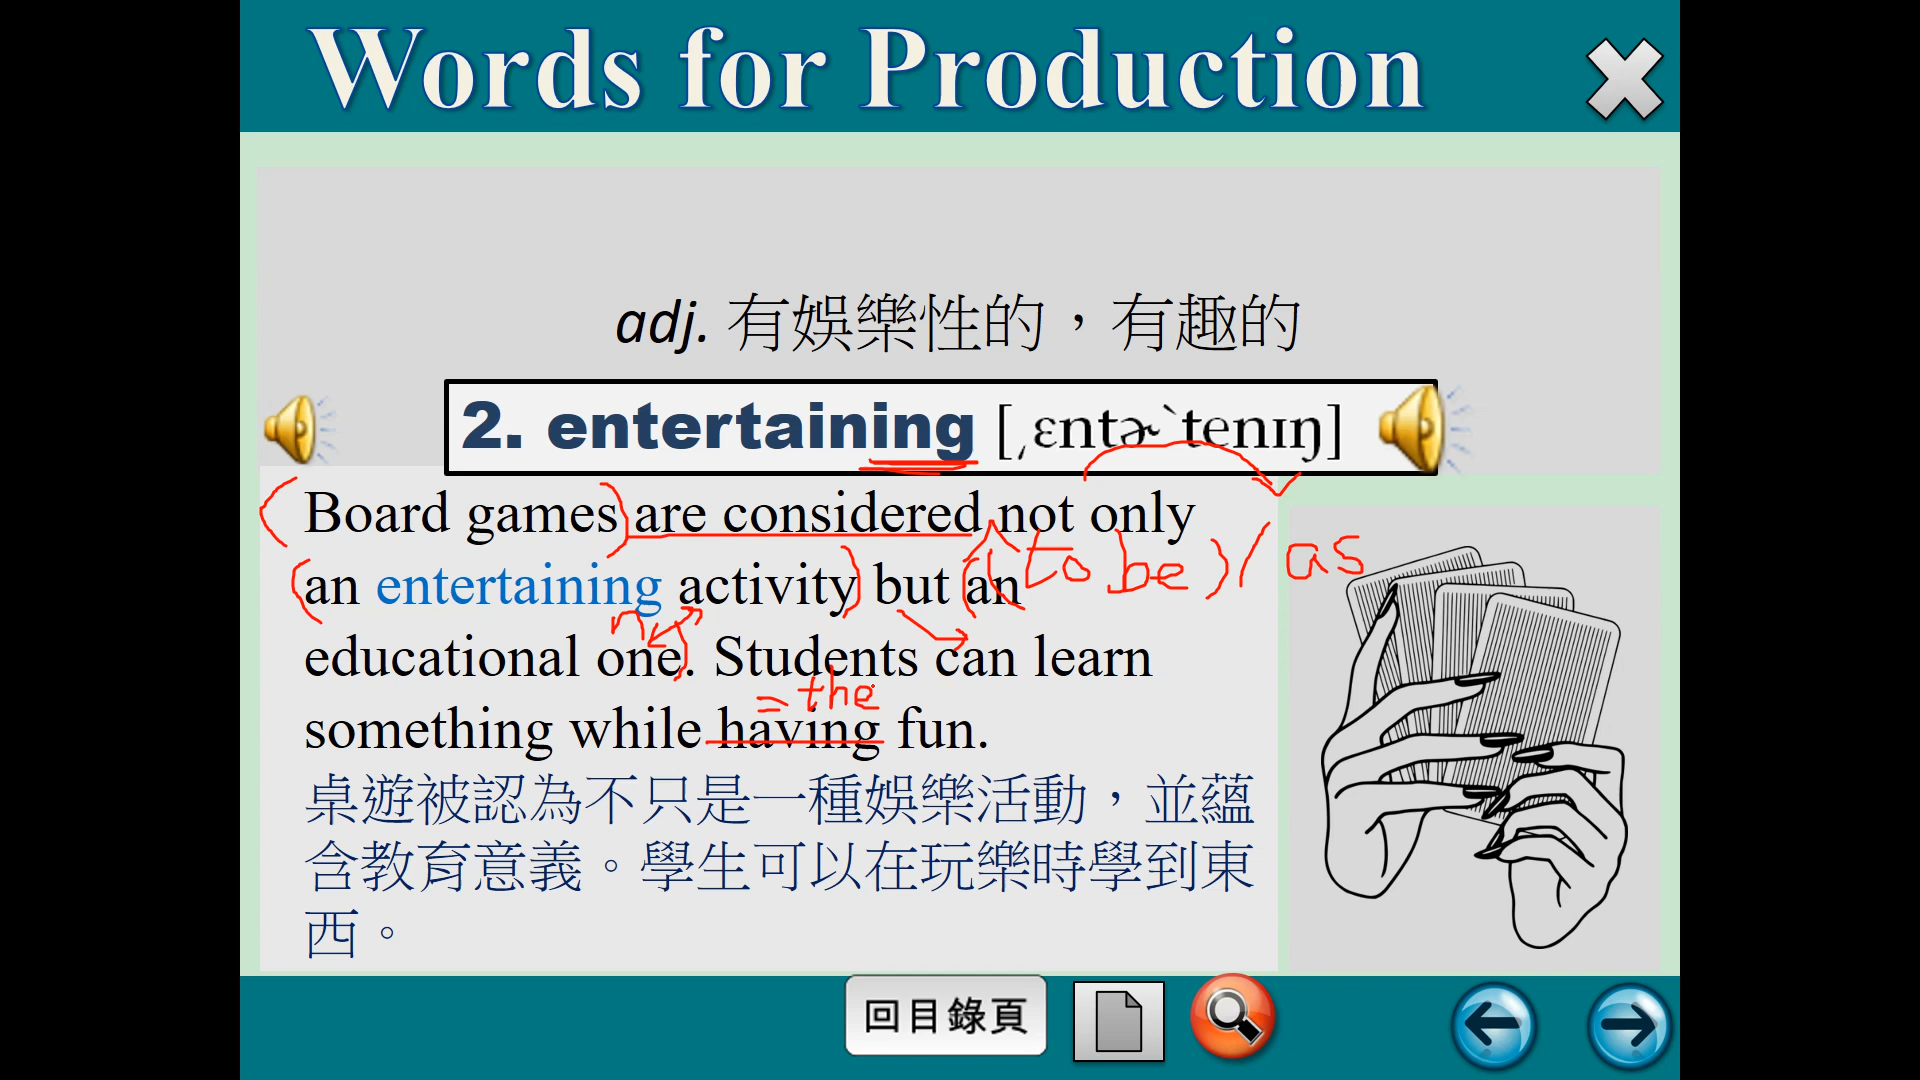 Words for Production
adj. 有娛樂性的，有趣的
2. entertaining [ˌɛntɚˋtenɪŋ]
Board games are considered not only
(to be) / as
an entertaining activity but an
n
educational one. Students can learn
= the
something while having fun.
桌遊被認為不只是一種娛樂活動，並蘊
含教育意義。學生可以在玩樂時學到東
西。
回目錄頁